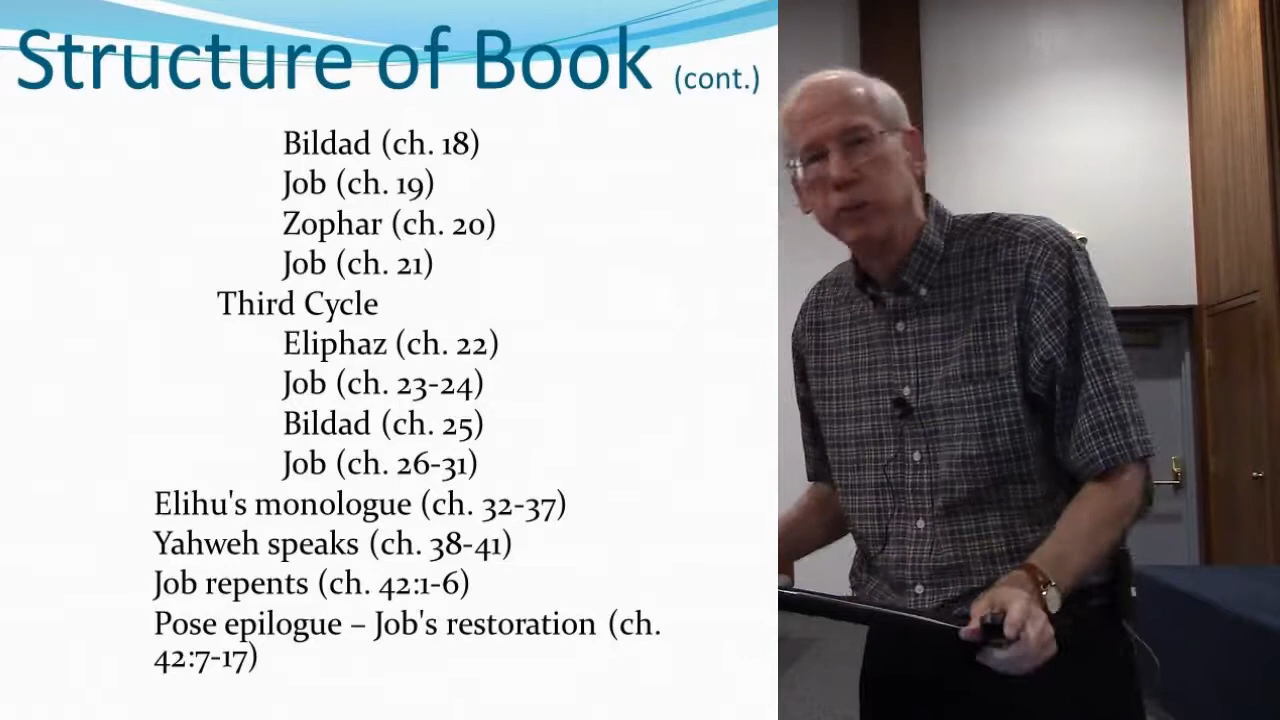 Structure of Book (cont.)
Bildad (ch. 18)
Job (ch. 19)
Zophar (ch. 20)
Job (ch. 21)
Third Cycle
Eliphaz (ch. 22)
Job (ch. 23-24)
Bildad (ch. 25)
Job (ch. 26-31)
Elihu's monologue (ch. 32-37)
Yahweh speaks (ch. 38-41)
Job repents (ch. 42:1-6)
Pose epilogue – Job's restoration (ch.
42:7-17)